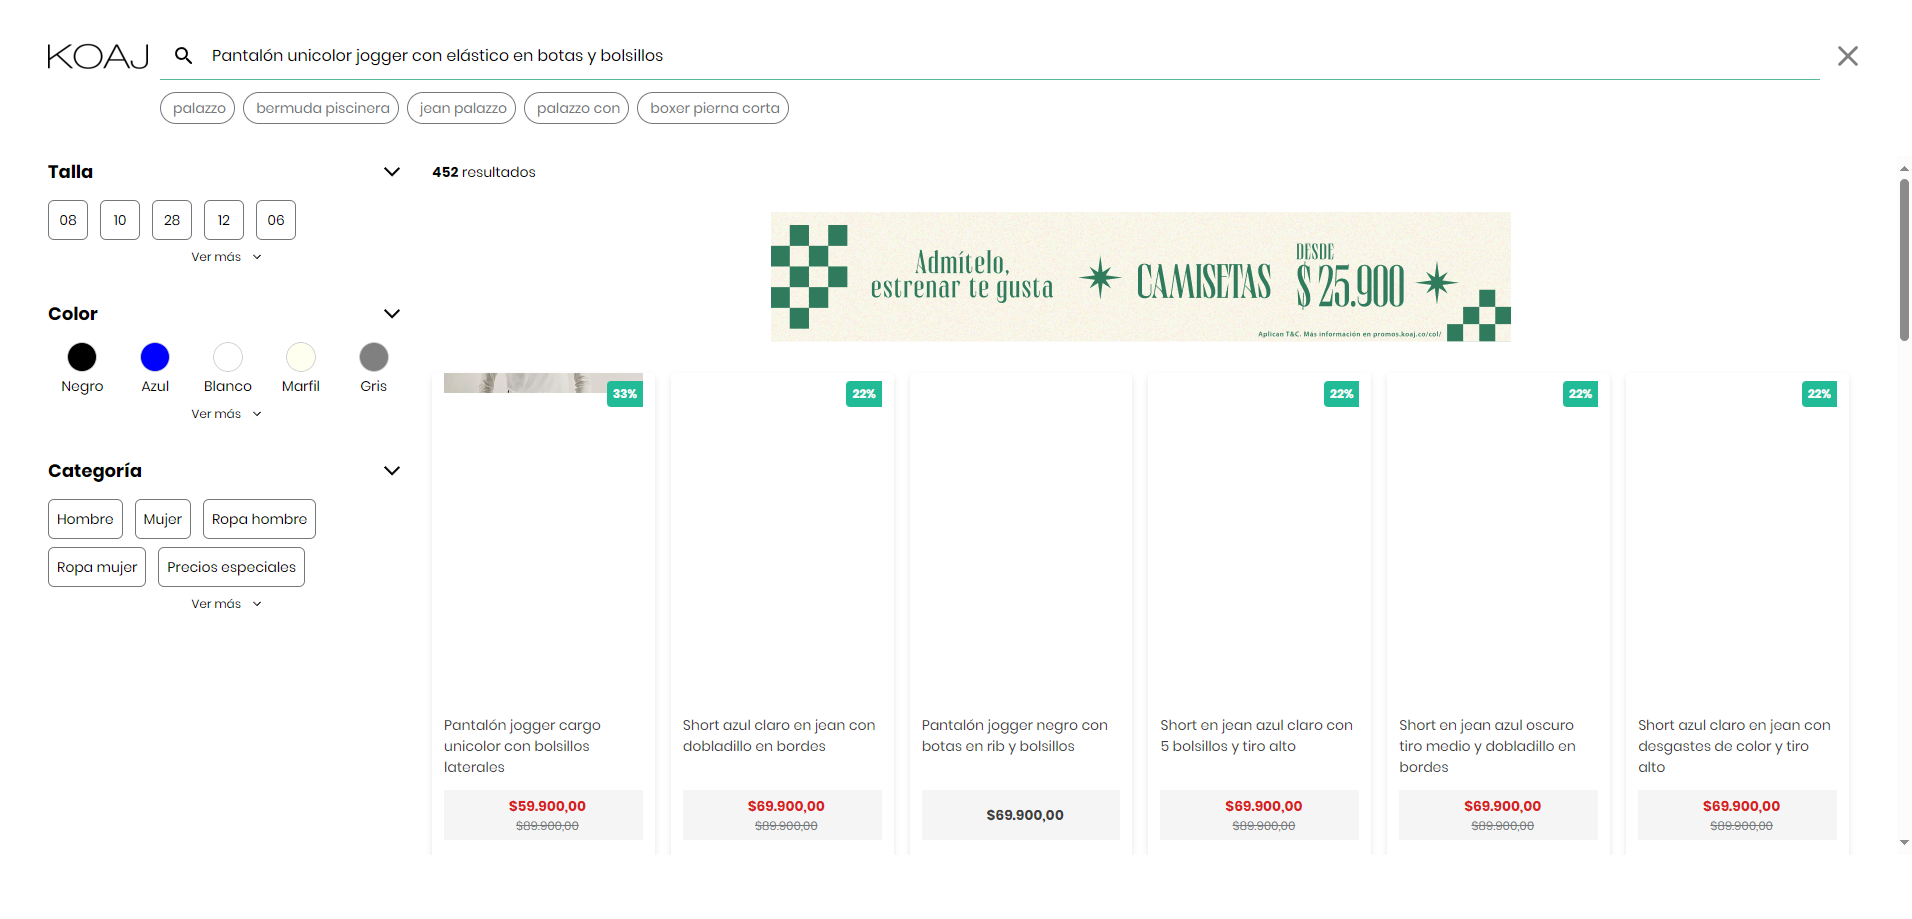 KOAJ
Pantalón unicolor jogger con elástico en botas y bolsillos
palazzo
bermuda piscinera
jean palazzo
palazzo con
boxer pierna corta
Talla
08
10
28
12
06
Ver más
Color
Negro
Azul
Blanco
Marfil
Gris
Ver más
Categoría
Hombre
Mujer
Ropa hombre
Ropa mujer
Precios especiales
Ver más
452 resultados
Admítelo,
estrenar te gusta
CAMISETAS
DESDE
$ 25.900
Aplican T&C. Más información en promos.koaj.co/col/
33%
Pantalón jogger cargo
unicolor con bolsillos
laterales
$59.900,00
$89.900,00
22%
Short azul claro en jean con
dobladillo en bordes
$69.900,00
$89.900,00
Pantalón jogger negro con
botas en rib y bolsillos
$69.900,00
22%
Short en jean azul claro con
5 bolsillos y tiro alto
$69.900,00
$89.900,00
22%
Short en jean azul oscuro
tiro medio y dobladillo en
bordes
$69.900,00
$89.900,00
22%
Short azul claro en jean con
desgastes de color y tiro
alto
$69.900,00
$89.900,00